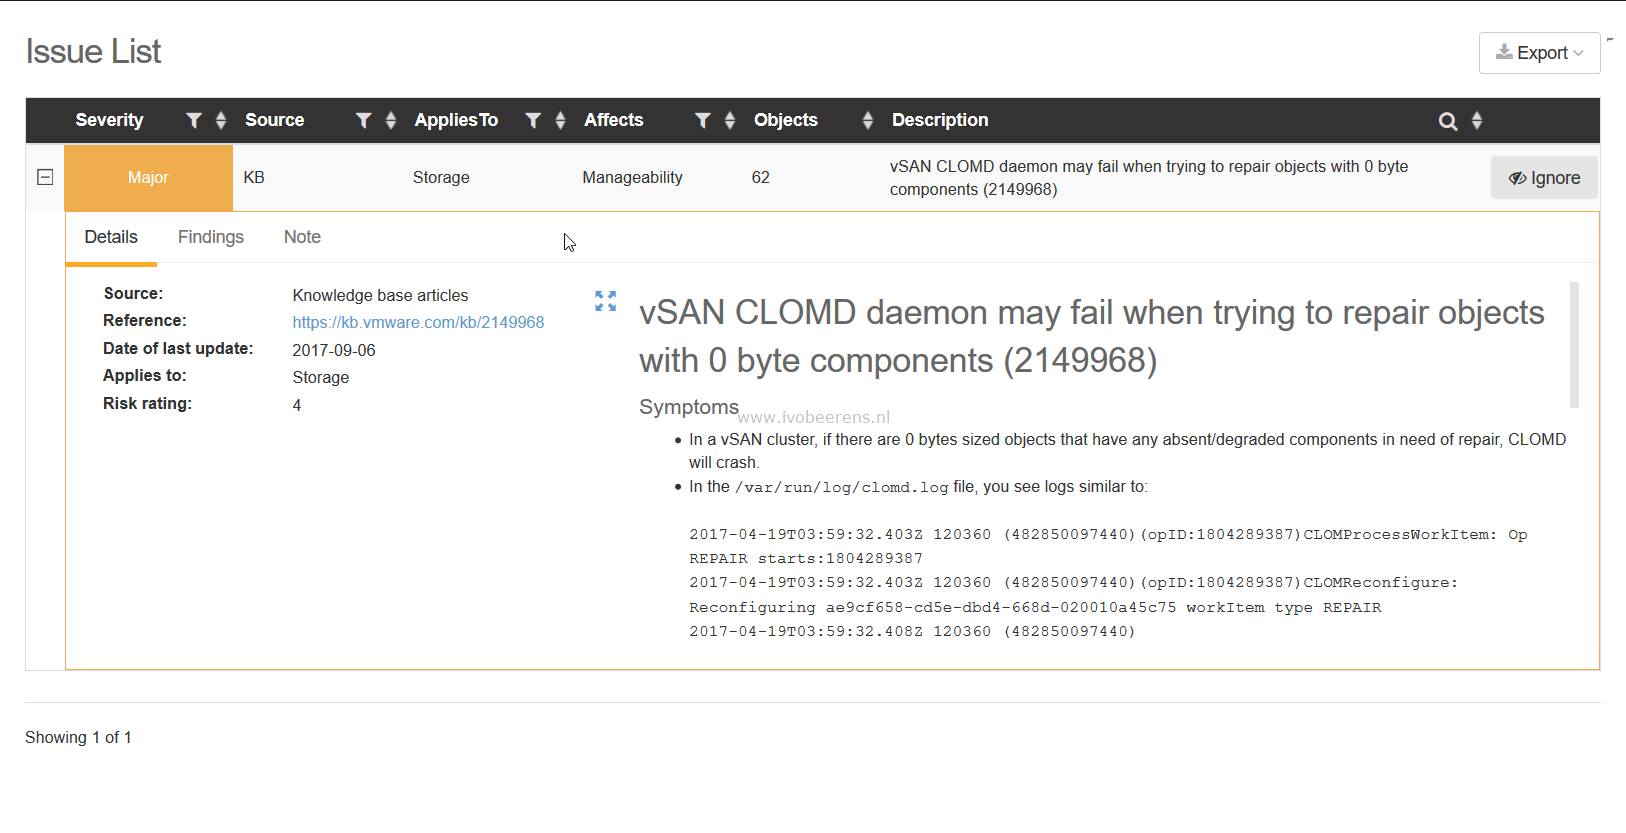 Issue List
Export
Severity Source AppliesTo Affects Objects Description
Major KB Storage Manageability 62 vSAN CLOMD daemon may fail when trying to repair objects with 0 byte
components (2149968)
Ignore
Details Findings Note
Source: Knowledge base articles
Reference: https://kb.vmware.com/kb/2149968
Date of last update: 2017-09-06
Applies to: Storage
Risk rating: 4
vSAN CLOMD daemon may fail when trying to repair objects
with 0 byte components (2149968)
Symptoms
www.ivobeerens.nl
• In a vSAN cluster, if there are 0 bytes sized objects that have any absent/degraded components in need of repair, CLOMD
will crash.
• In the /var/run/log/clomd.log file, you see logs similar to:
2017-04-19T03:59:32.403Z 120360 (482850097440)(opID:1804289387)CLOMProcessWorkItem: Op
REPAIR starts:1804289387
2017-04-19T03:59:32.403Z 120360 (482850097440)(opID:1804289387)CLOMReconfigure:
Reconfiguring ae9cf658-cd5e-dbd4-668d-020010a45c75 workItem type REPAIR
2017-04-19T03:59:32.408Z 120360 (482850097440)
Showing 1 of 1